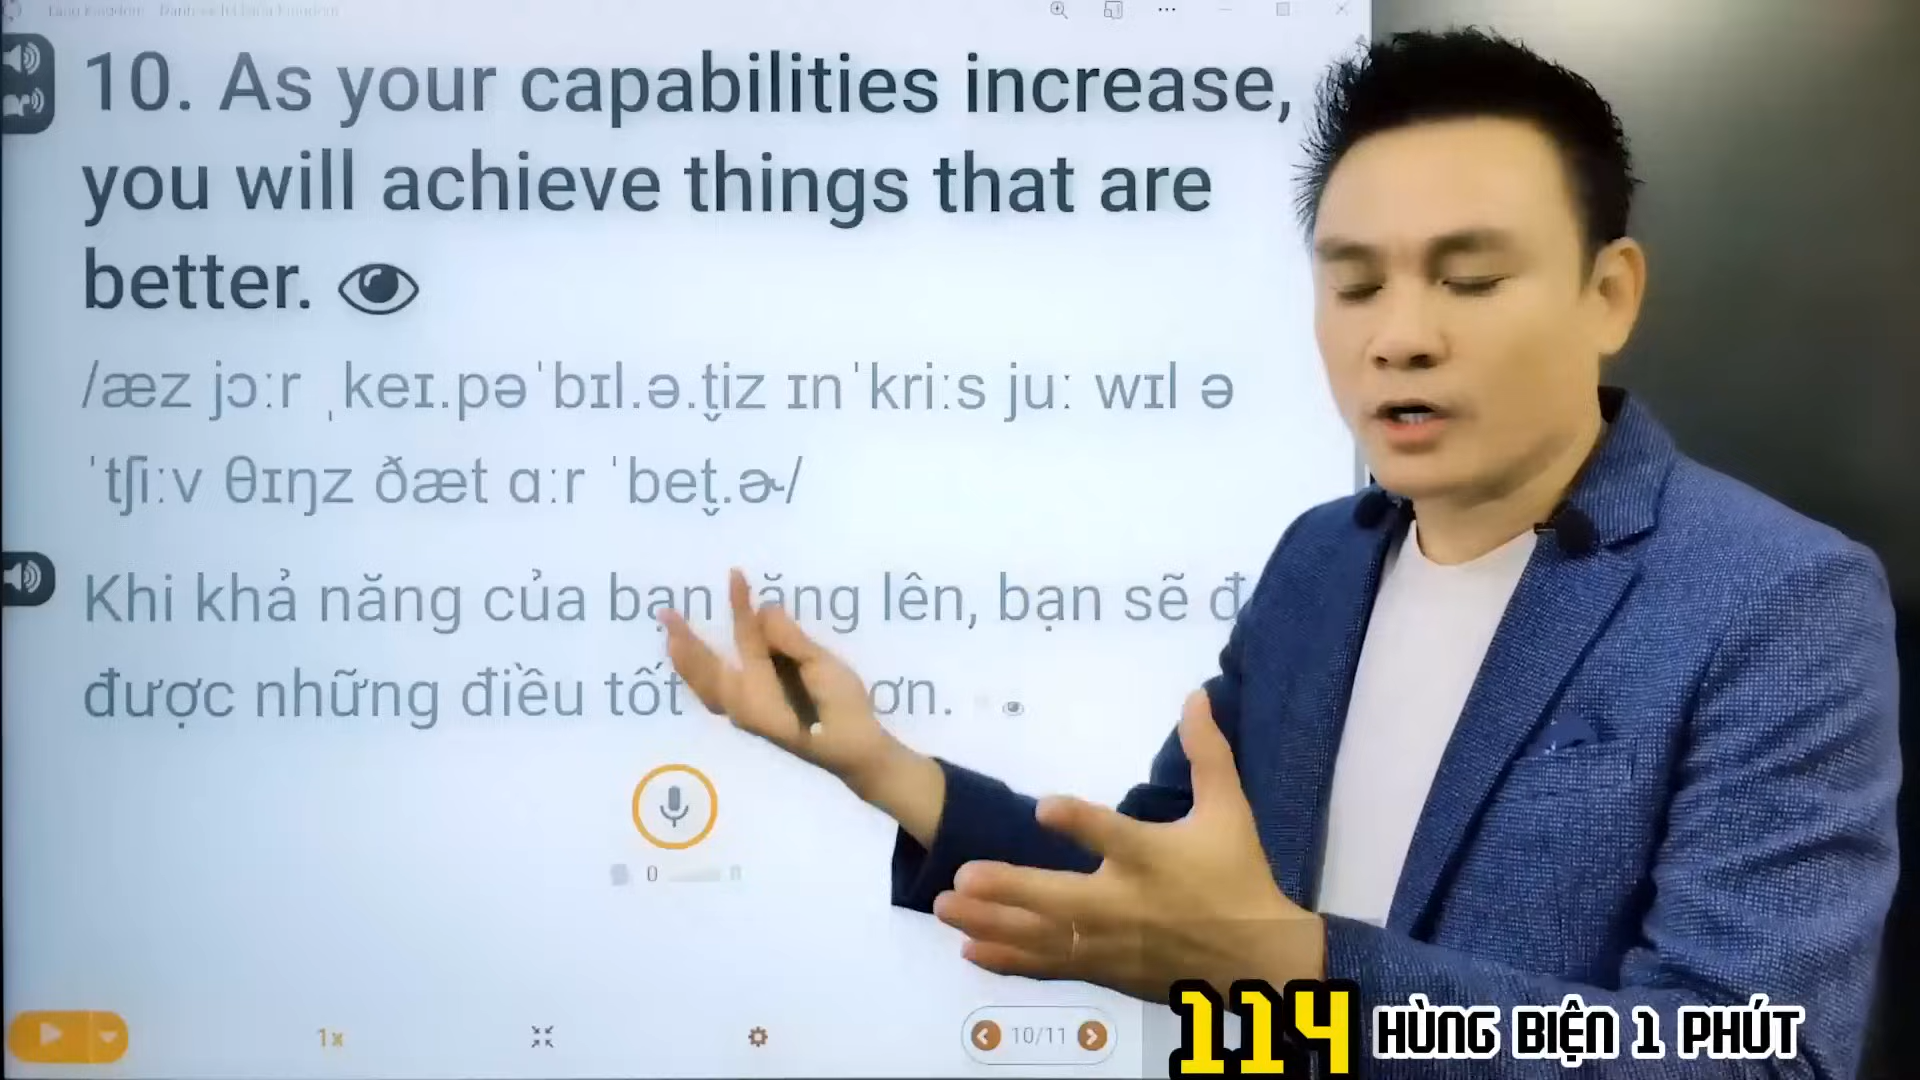 10. As your capabilities increase,
you will achieve things that are
better.
/æz jɔːr ˌkeɪ.pəˈbɪl.ə.t̬iz ɪnˈkriːs juː wɪl ə
ˈtʃiːv θɪŋz ðæt ɑːr ˈbet̬.ɚ/
Khi khả năng của bạn tăng lên, bạn sẽ
được những điều tốt
0
1x
10/11
114 HÙNG BIỆN 1 PHÚT